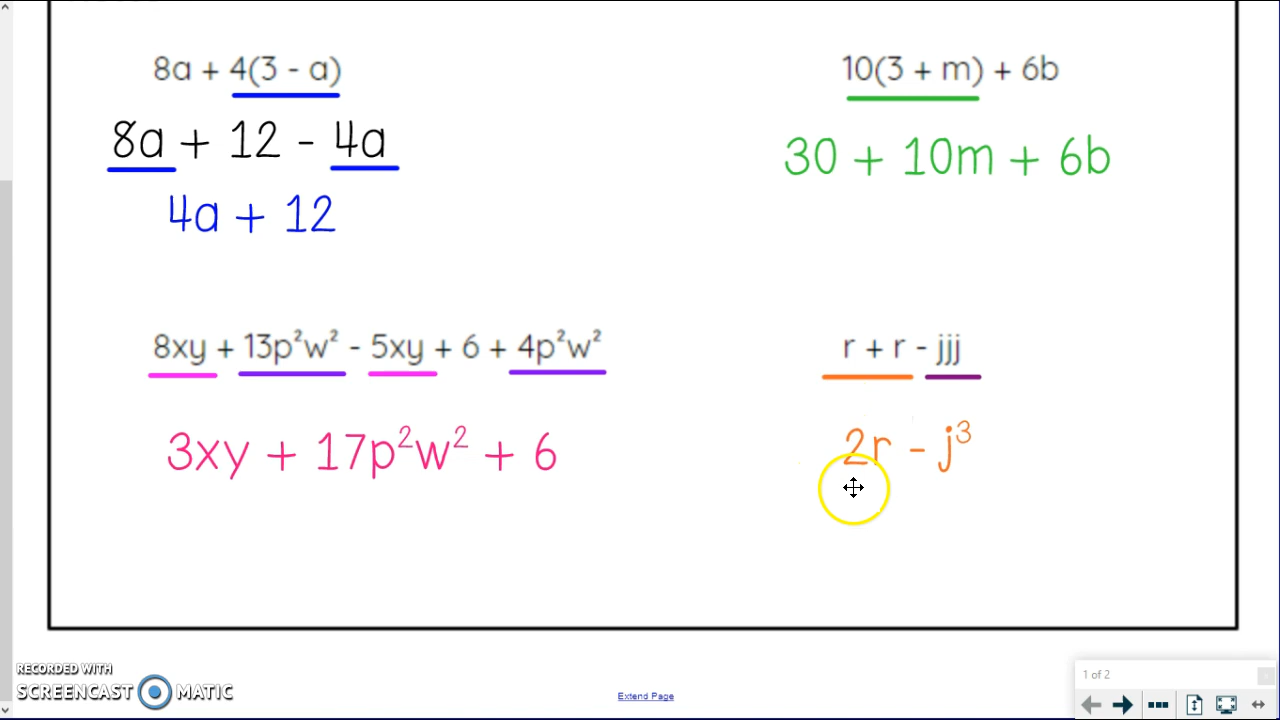 8a + 4(3 - a)
8a + 12 - 4a
4a + 12
10(3 + m) + 6b
30 + 10m + 6b
8xy + 13p²w² - 5xy + 6 + 4p²w²
3xy + 17p²w² + 6
r + r - jjj
2r - j³
RECORDED WITH
SCREENCAST MATIC
Extend Page
1 of 2